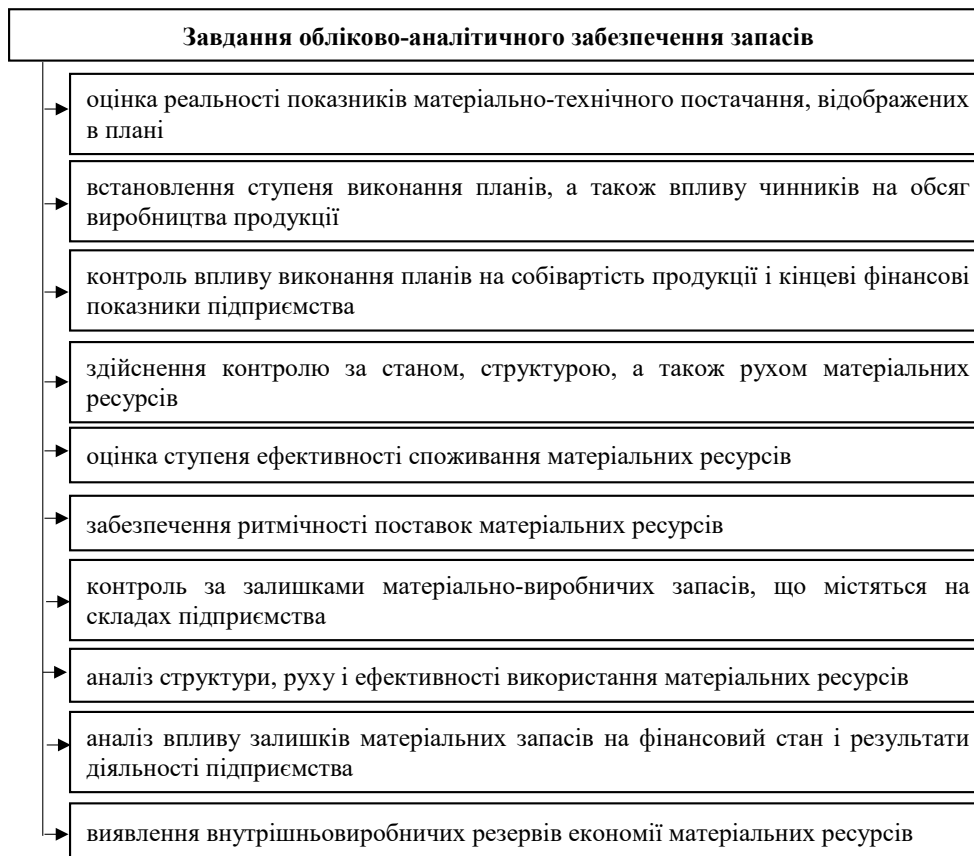 Завдання обліково-аналітичного забезпечення запасів
оцінка реальності показників матеріально-технічного постачання, відображених
в плані
встановлення ступеня виконання планів, а також впливу чинників на обсяг
виробництва продукції
контроль впливу виконання планів на собівартість продукції і кінцеві фінансові
показники підприємства
здійснення контролю за станом, структурою, а також рухом матеріальних
ресурсів
оцінка ступеня ефективності споживання матеріальних ресурсів
забезпечення ритмічності поставок матеріальних ресурсів
контроль за залишками матеріально-виробничих запасів, що містяться на
складах підприємства
аналіз структури, руху і ефективності використання матеріальних ресурсів
аналіз впливу залишків матеріальних запасів на фінансовий стан і результати
діяльності підприємства
виявлення внутрішньовиробничих резервів економії матеріальних ресурсів